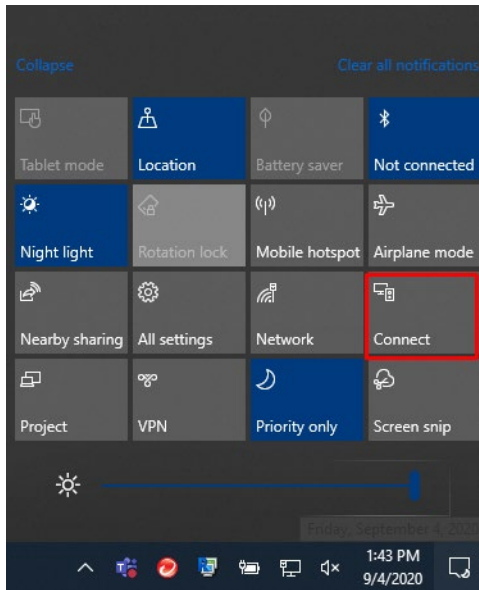 Collapse Clear all notifications
Tablet mode Location Battery saver Not connected
Night light Rotation lock Mobile hotspot Airplane mode
Nearby sharing All settings Network Connect
Project VPN Priority only Screen snip
Friday, September 4, 2020
1:43 PM
9/4/2020